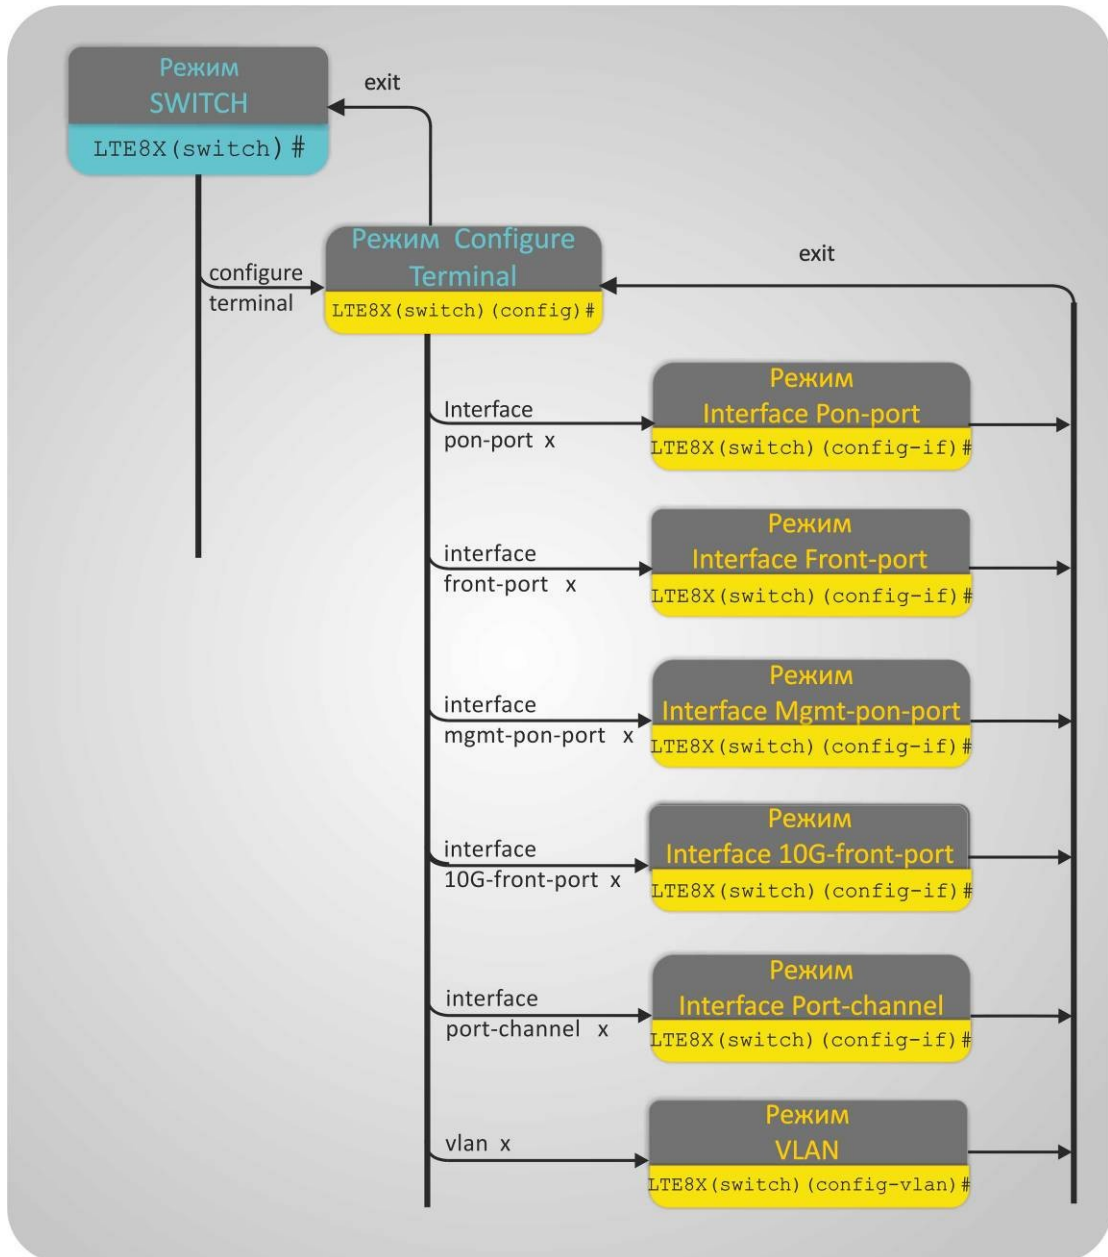 Режим
SWITCH
LTE8X(switch)#
exit
configure
terminal
Режим Configure
Terminal
LTE8X(switch)(config)#
exit
Interface
pon-port x
Режим
Interface Pon-port
LTE8X(switch)(config-if)#
interface
front-port x
Режим
Interface Front-port
LTE8X(switch)(config-if)#
interface
mgmt-pon-port x
Режим
Interface Mgmt-pon-port
LTE8X(switch)(config-if)#
interface
10G-front-port x
Режим
Interface 10G-front-port
LTE8X(switch)(config-if)#
interface
port-channel x
Режим
Interface Port-channel
LTE8X(switch)(config-if)#
vlan x
Режим
VLAN
LTE8X(switch)(config-vlan)#